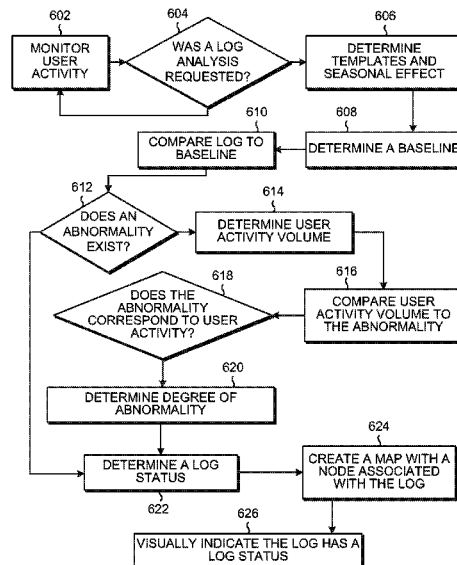 602
MONITOR
USER
ACTIVITY
604
WAS A LOG
ANALYSIS
REQUESTED?
606
DETERMINE
TEMPLATES AND
SEASONAL EFFECT
608
DETERMINE A BASELINE
610
COMPARE LOG TO
BASELINE
612
DOES AN
ABNORMALITY
EXIST?
614
DETERMINE USER
ACTIVITY VOLUME
616
COMPARE USER
ACTIVITY VOLUME TO
THE ABNORMALITY
618
DOES THE
ABNORMALITY
CORRESPOND TO USER
ACTIVITY?
620
DETERMINE DEGREE OF
ABNORMALITY
DETERMINE A LOG
STATUS
622
624
CREATE A MAP WITH A
NODE ASSOCIATED
WITH THE LOG
626
VISUALLY INDICATE THE LOG HAS A
LOG STATUS